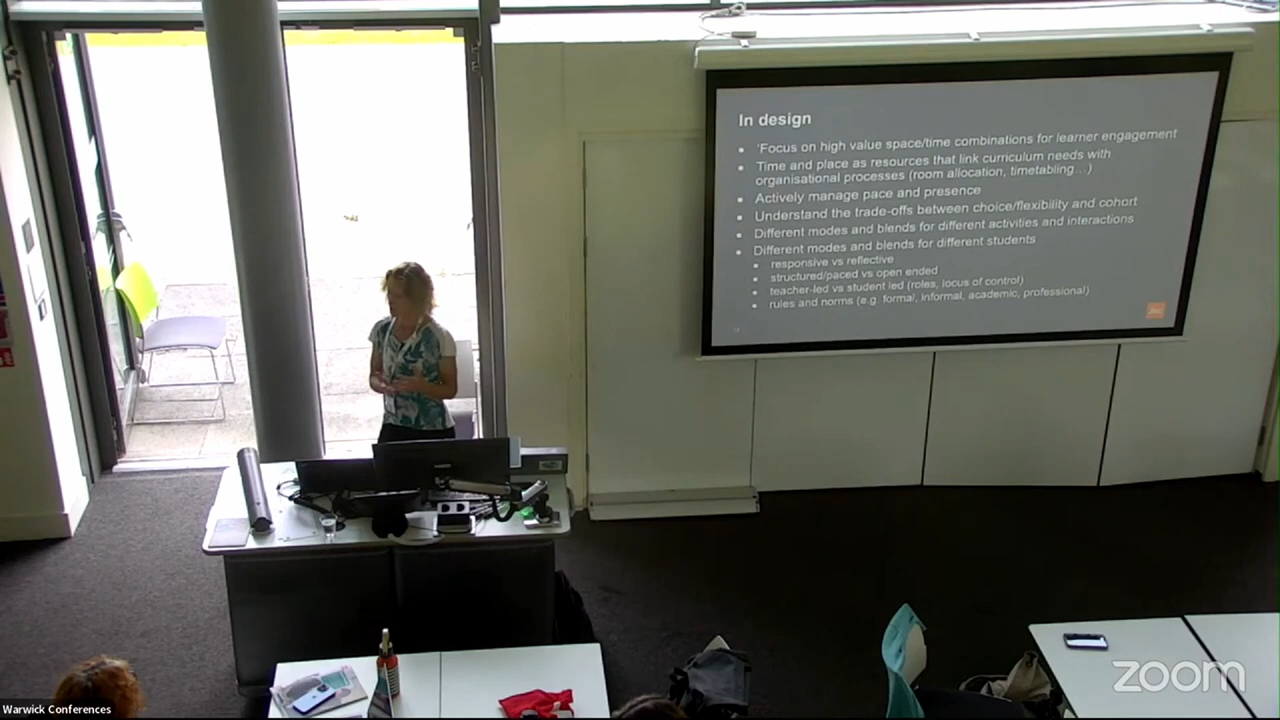 In design
‘Focus on high value space/time combinations for learner engagement
Time and place as resources that link curriculum needs with
organisational processes (room allocation, timetabling…)
Actively manage pace and presence
Understand the trade-offs between choice/flexibility and cohort
Different modes and blends for different activities and interactions
Different modes and blends for different students
responsive vs reflective
structured/paced vs open ended
teacher-led vs student led (roles, locus of control)
rules and norms (e.g. formal, informal, academic, professional)
zoom
Warwick Conferences